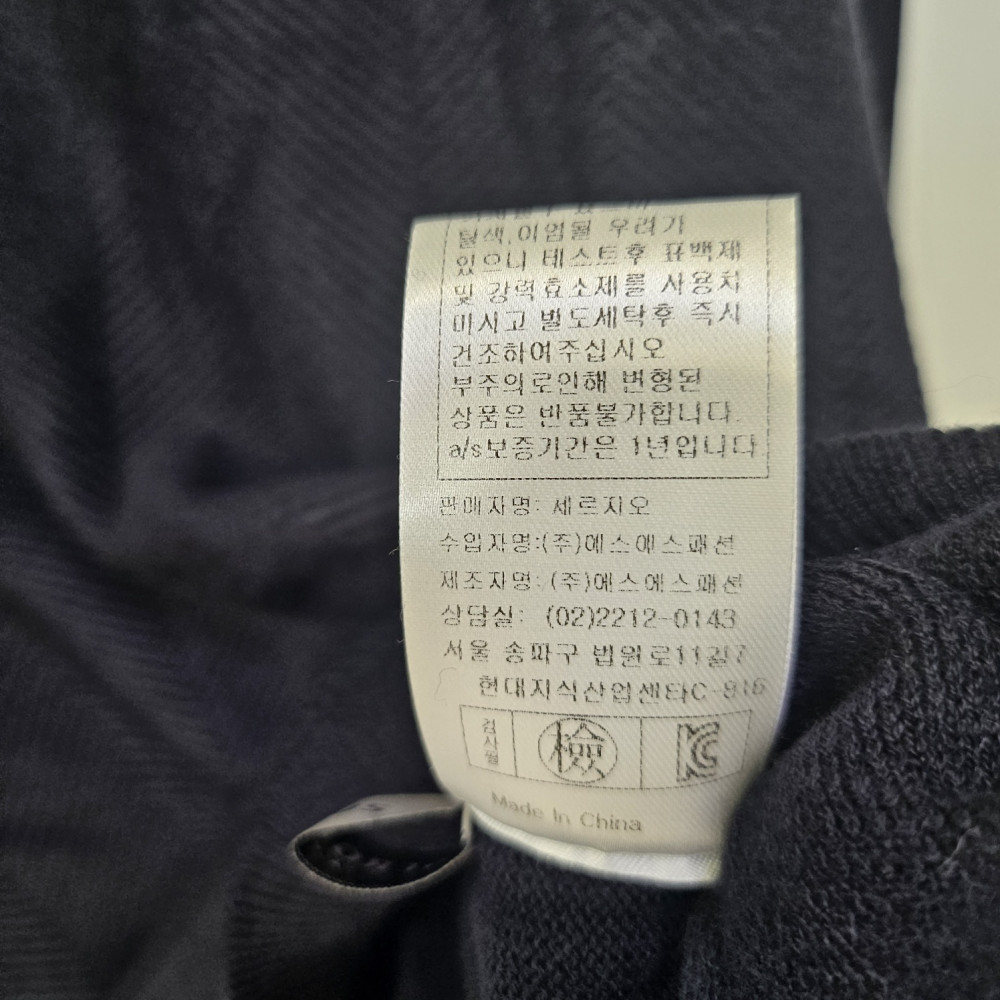 탈색,이염될 우려가
있으니 테스트후 표백제
및 강력효소제를 사용치
마시고 별도세탁후 즉시
건조하여주십시오
부주의로인해 변형된
상품은 반품불가합니다.
a/s보증기간은 1년입니다
판매자명: 세르지오
수입자명:(주)에스에스패션
제조자명:(주)에스에스패션
상담실: (02)2212-0143
서울 송파구 법원로11길7
현대지식산업센타C-816
검사필 檢
Made In China